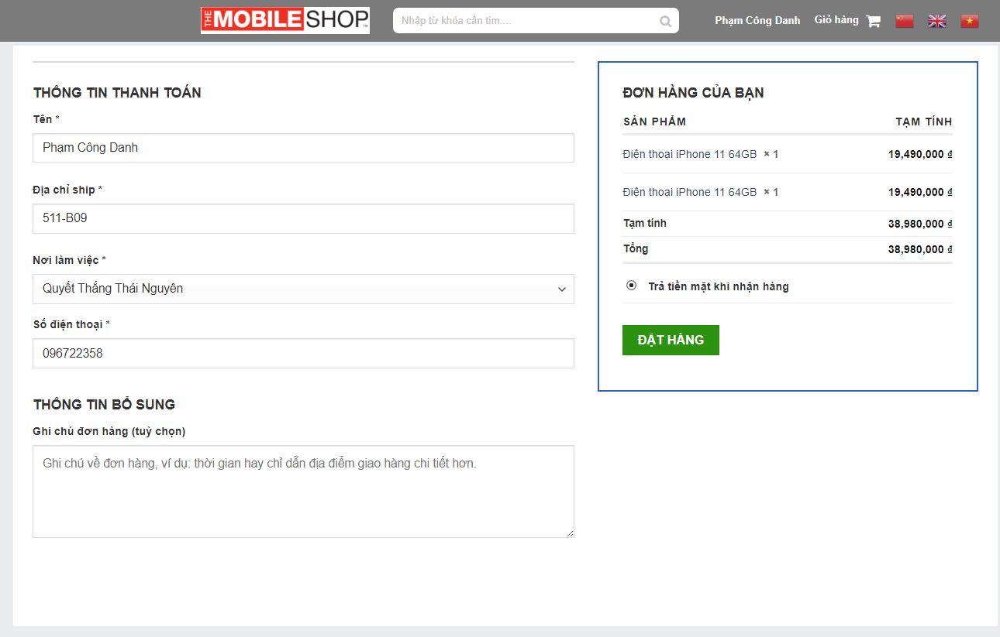 THE MOBILE SHOP™
Nhập từ khóa cần tìm....
Phạm Công Danh
Giỏ hàng
THÔNG TIN THANH TOÁN
Tên *
Phạm Công Danh
Địa chỉ ship *
511-B09
Nơi làm việc *
Quyết Thắng Thái Nguyên
Số điện thoại *
096722358
THÔNG TIN BỔ SUNG
Ghi chú đơn hàng (tuỳ chọn)
Ghi chú về đơn hàng, ví dụ: thời gian hay chỉ dẫn địa điểm giao hàng chi tiết hơn.
ĐƠN HÀNG CỦA BẠN
SẢN PHẨM TẠM TÍNH
Điện thoại iPhone 11 64GB × 1 19,490,000 ₫
Điện thoại iPhone 11 64GB × 1 19,490,000 ₫
Tạm tính 38,980,000 ₫
Tổng 38,980,000 ₫
Trả tiền mặt khi nhận hàng
ĐẶT HÀNG